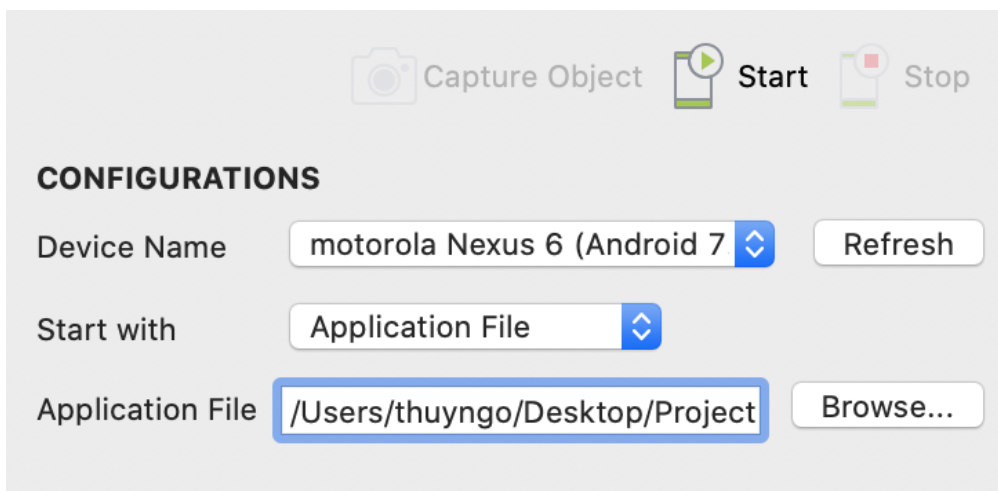 Capture Object Start Stop
CONFIGURATIONS
Device Name motorola Nexus 6 (Android 7 Refresh
Start with Application File
Application File /Users/thuyngo/Desktop/Project Browse...